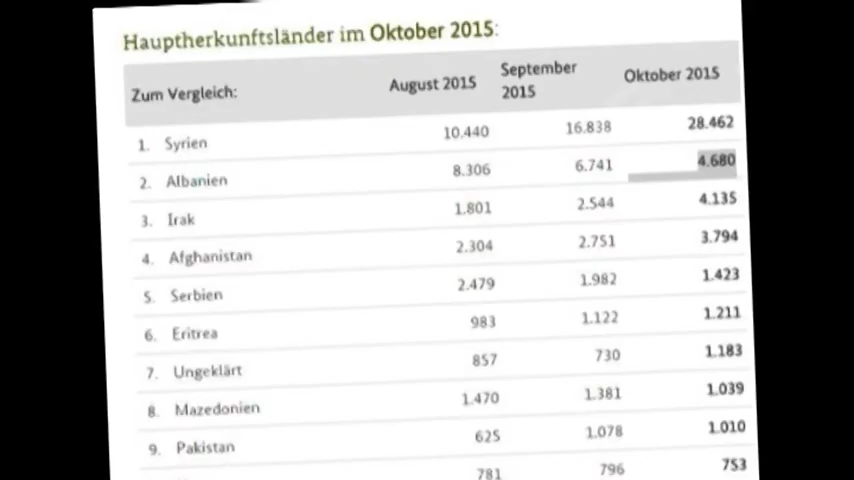 Hauptherkunftsländer im Oktober 2015:
Zum Vergleich: August 2015 September 2015 Oktober 2015
1. Syrien 10.440 16.838 28.462
2. Albanien 8.306 6.741 4.680
3. Irak 1.801 2.544 4.135
4. Afghanistan 2.304 2.751 3.794
5. Serbien 2.479 1.982 1.423
6. Eritrea 983 1.122 1.211
7. Ungeklärt 857 730 1.183
8. Mazedonien 1.470 1.381 1.039
9. Pakistan 625 1.078 1.010
781 796 753